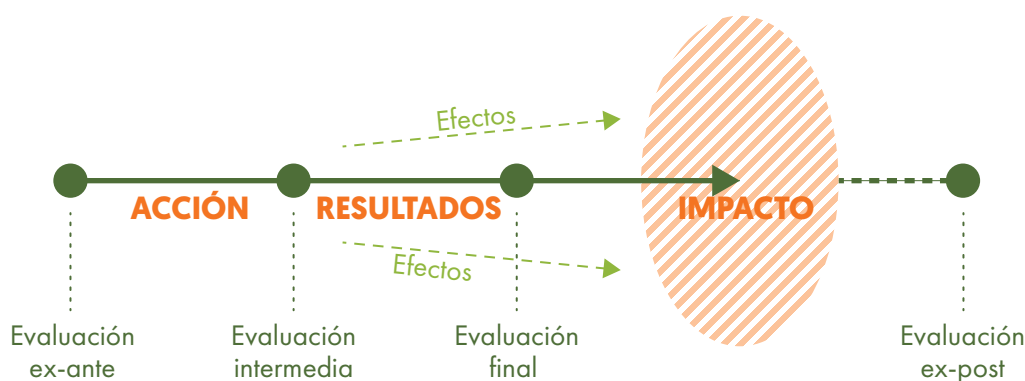 Efectos
ACCIÓN
RESULTADOS
IMPACTO
Efectos
Evaluación
ex-ante
Evaluación
intermedia
Evaluación
final
Evaluación
ex-post